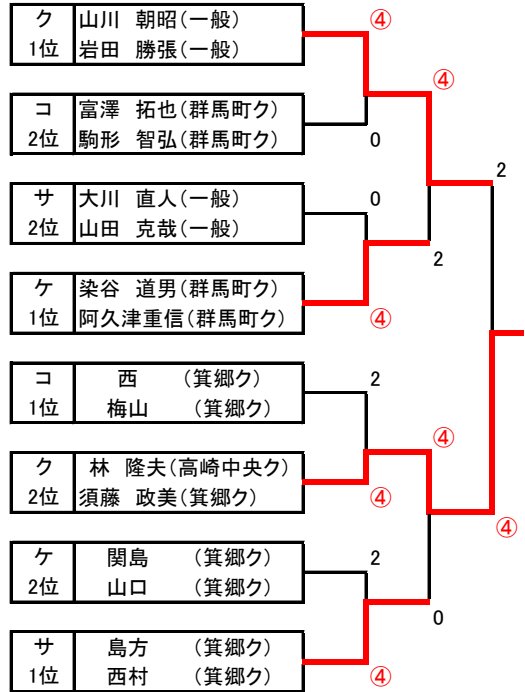 ク 山川 朝昭(一般) ④
1位 岩田 勝張(一般)
④
コ 富澤 拓也(群馬町ク)
2位 駒形 智弘(群馬町ク) 0
2
サ 大川 直人(一般) 0
2位 山田 克哉(一般)
2
ケ 染谷 道男(群馬町ク)
1位 阿久津重信(群馬町ク) ④
コ 西 (箕郷ク) 2
1位 梅山 (箕郷ク)
④
ク 林 隆夫(高崎中央ク)
2位 須藤 政美(箕郷ク) ④
④
ケ 関島 (箕郷ク) 2
2位 山口 (箕郷ク)
0
サ 島方 (箕郷ク)
1位 西村 (箕郷ク) ④